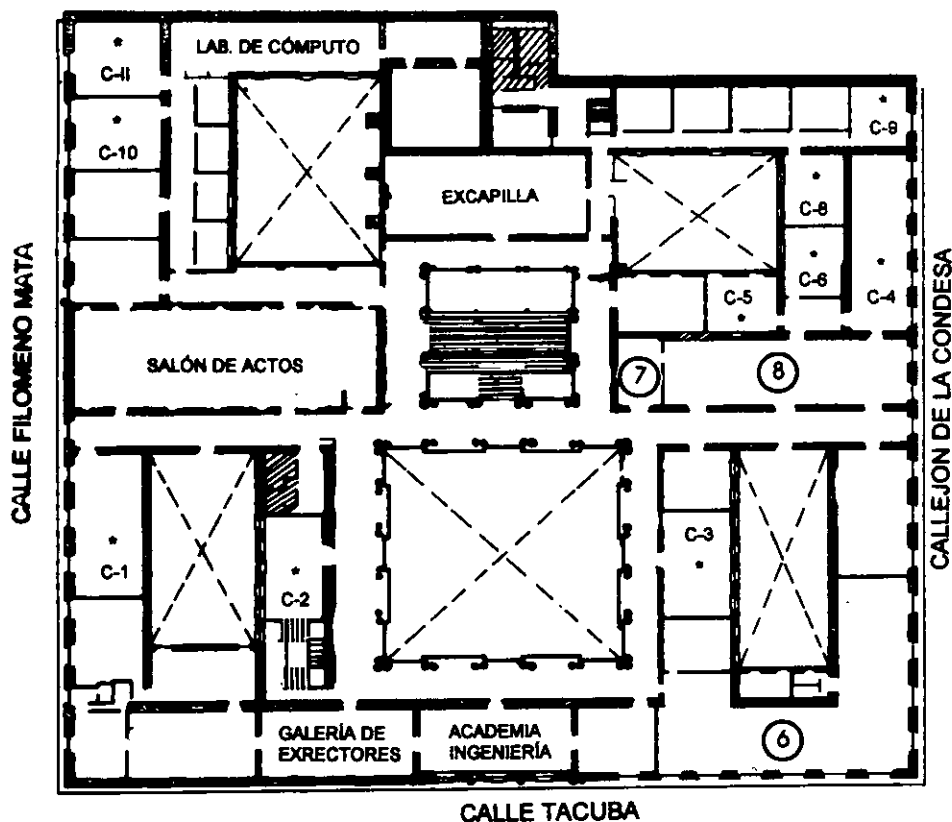 LAB. DE CÓMPUTO
*
C-11
*
C-10
*
C-9
EXCAPILLA
*
C-8
*
C-6
*
C-4
C-5
*
SALÓN DE ACTOS
7
8
CALLE FILOMENO MATA
CALLEJON DE LA CONDESA
*
C-1
*
C-2
C-3
*
GALERÍA DE
EXRECTORES
ACADEMIA
INGENIERÍA
6
CALLE TACUBA